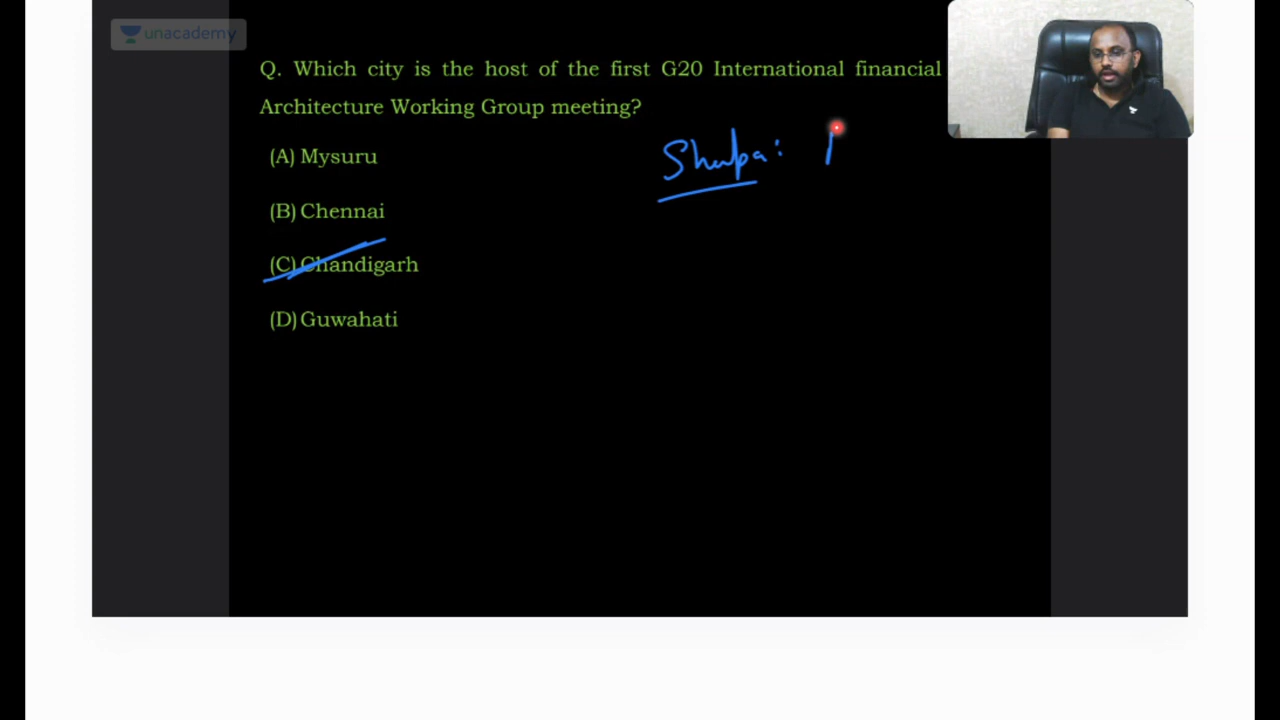 unacademy
Q. Which city is the host of the first G20 International financial
Architecture Working Group meeting?
(A) Mysuru
(B) Chennai
(C) Chandigarh
(D) Guwahati